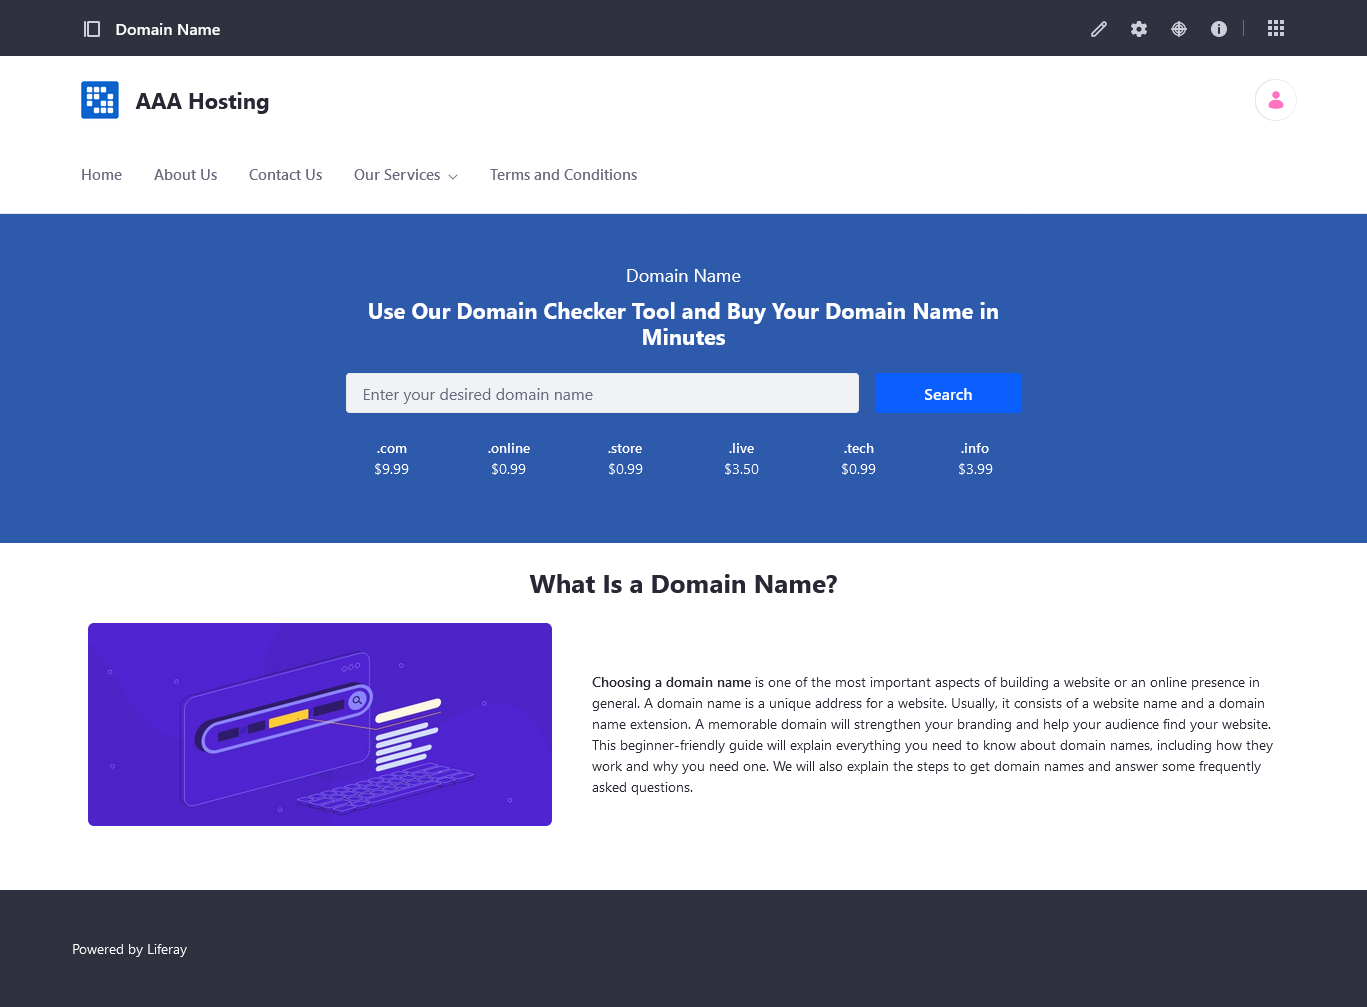 Domain Name
AAA Hosting
Home About Us Contact Us Our Services Terms and Conditions
Domain Name
Use Our Domain Checker Tool and Buy Your Domain Name in
Minutes
Enter your desired domain name Search
.com .online .store .live .tech .info
$9.99 $0.99 $0.99 $3.50 $0.99 $3.99
What Is a Domain Name?
Choosing a domain name is one of the most important aspects of building a website or an online presence in
general. A domain name is a unique address for a website. Usually, it consists of a website name and a domain
name extension. A memorable domain will strengthen your branding and help your audience find your website.
This beginner-friendly guide will explain everything you need to know about domain names, including how they
work and why you need one. We will also explain the steps to get domain names and answer some frequently
asked questions.
Powered by Liferay